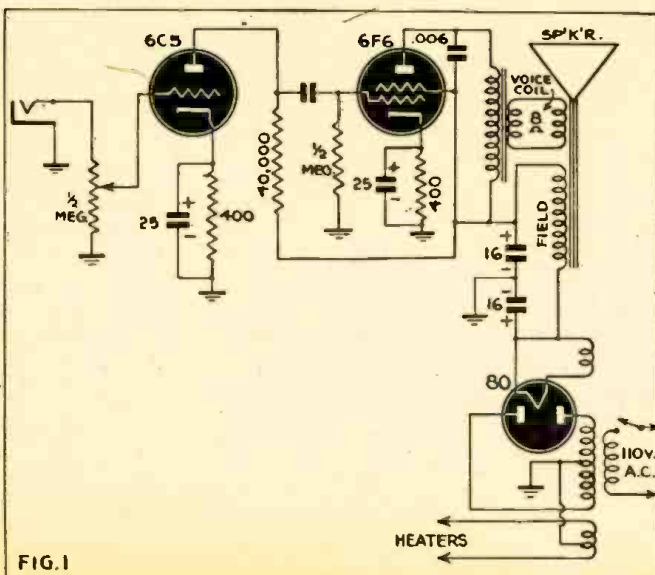 6C5
6F6
.006
SP'K'R.
VOICE
COIL
8Ω
½
MEG.
25
+
-
400
40,000
½
MEG.
25
+
-
400
FIELD
+
16
-
-
16
+
80
110V.
A.C.
HEATERS
FIG.1